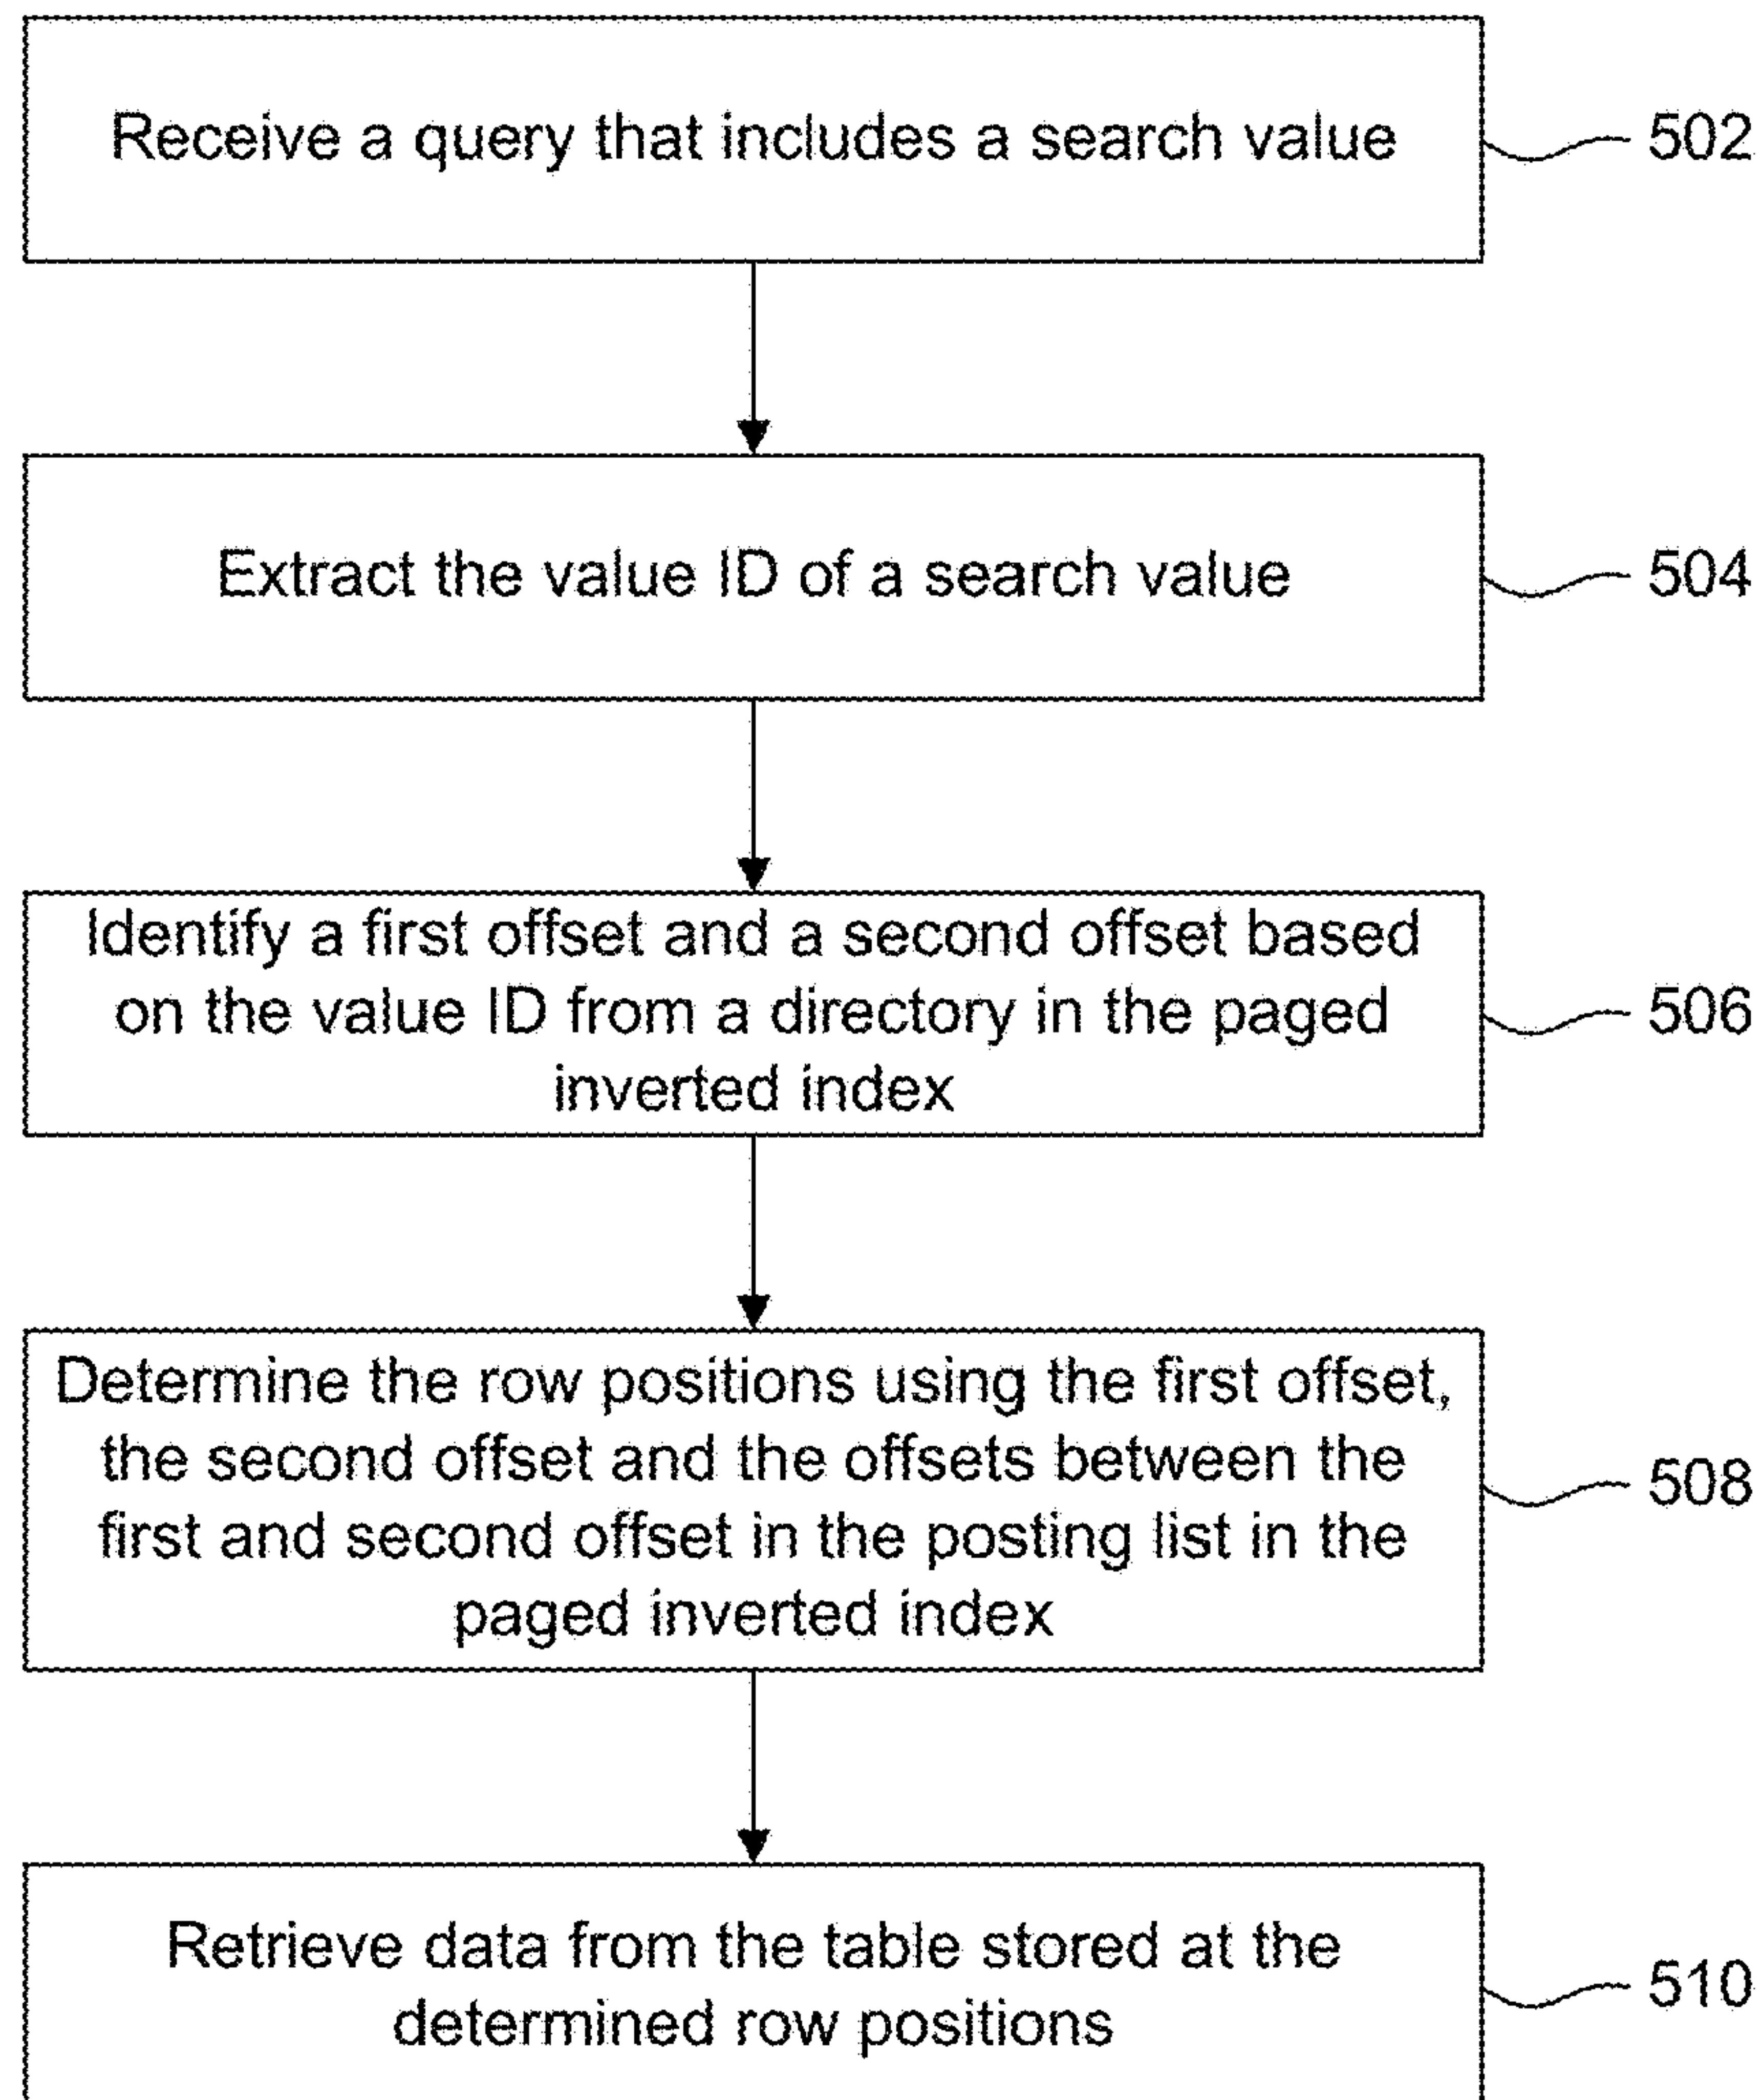 Receive a query that includes a search value
502
Extract the value ID of a search value
504
Identify a first offset and a second offset based
on the value ID from a directory in the paged
inverted index
506
Determine the row positions using the first offset,
the second offset and the offsets between the
first and second offset in the posting list in the
paged inverted index
508
Retrieve data from the table stored at the
determined row positions
510